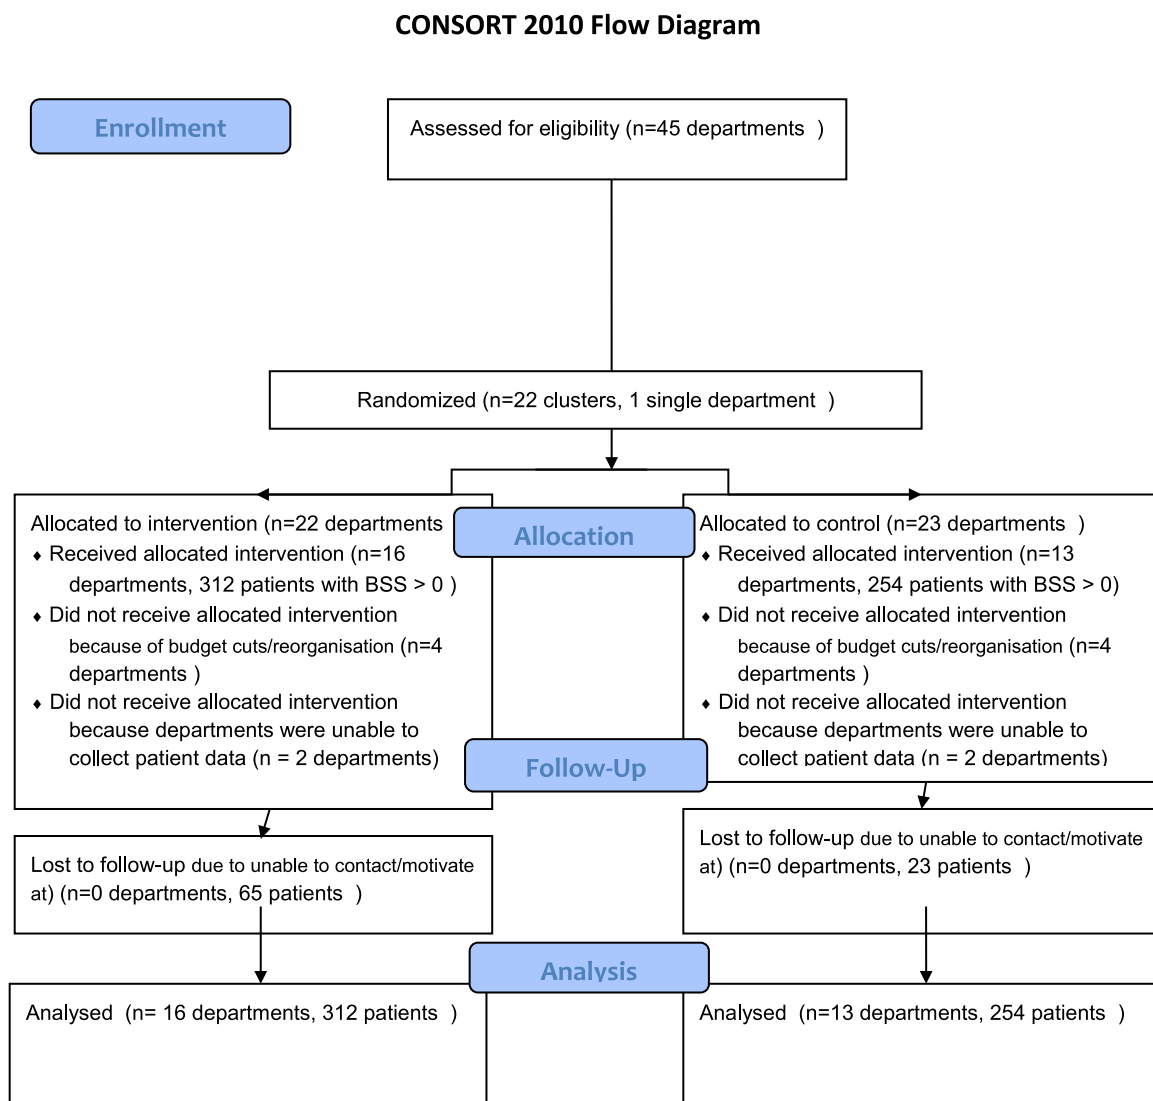 CONSORT 2010 Flow Diagram
Enrollment
Assessed for eligibility (n=45 departments  )
Randomized (n=22 clusters, 1 single department  )
Allocation
Allocated to intervention (n=22 departments
♦ Received allocated intervention (n=16
departments, 312 patients with BSS > 0 )
♦ Did not receive allocated intervention
because of budget cuts/reorganisation (n=4
departments )
♦ Did not receive allocated intervention
because departments were unable to
collect patient data (n = 2 departments)
Allocated to control (n=23 departments  )
♦ Received allocated intervention (n=13
departments, 254 patients with BSS > 0)
♦ Did not receive allocated intervention
because of budget cuts/reorganisation (n=4
departments )
♦ Did not receive allocated intervention
because departments were unable to
collect patient data (n = 2 departments)
Follow-Up
Lost to follow-up due to unable to contact/motivate
at) (n=0 departments, 65 patients  )
Lost to follow-up due to unable to contact/motivate
at) (n=0 departments, 23 patients  )
Analysis
Analysed  (n= 16 departments, 312 patients  )
Analysed  (n=13 departments, 254 patients  )